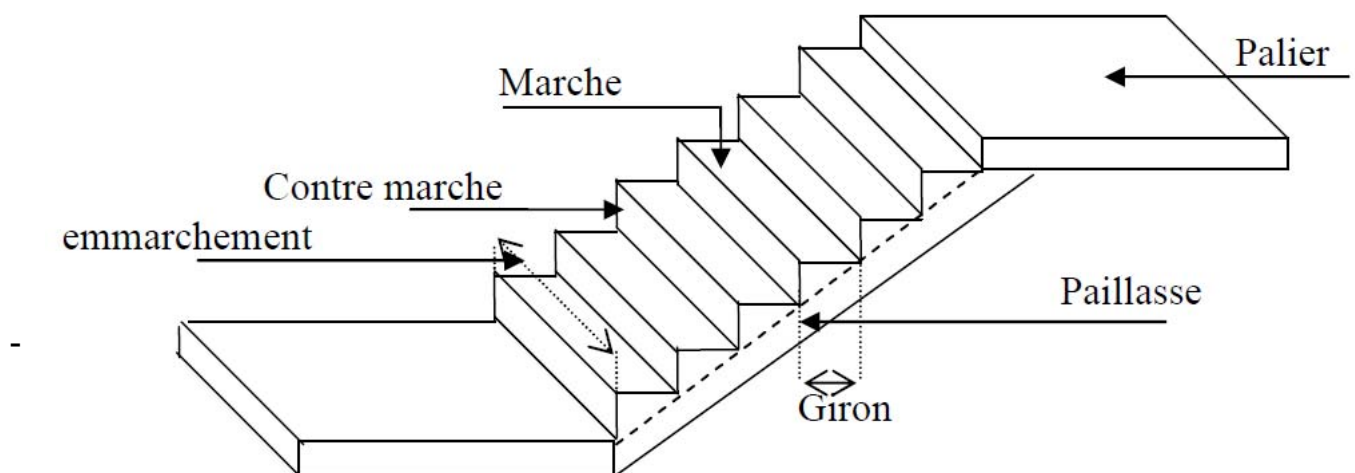 Palier
Marche
Contre marche
emmarchement
Paillasse
-
Giron